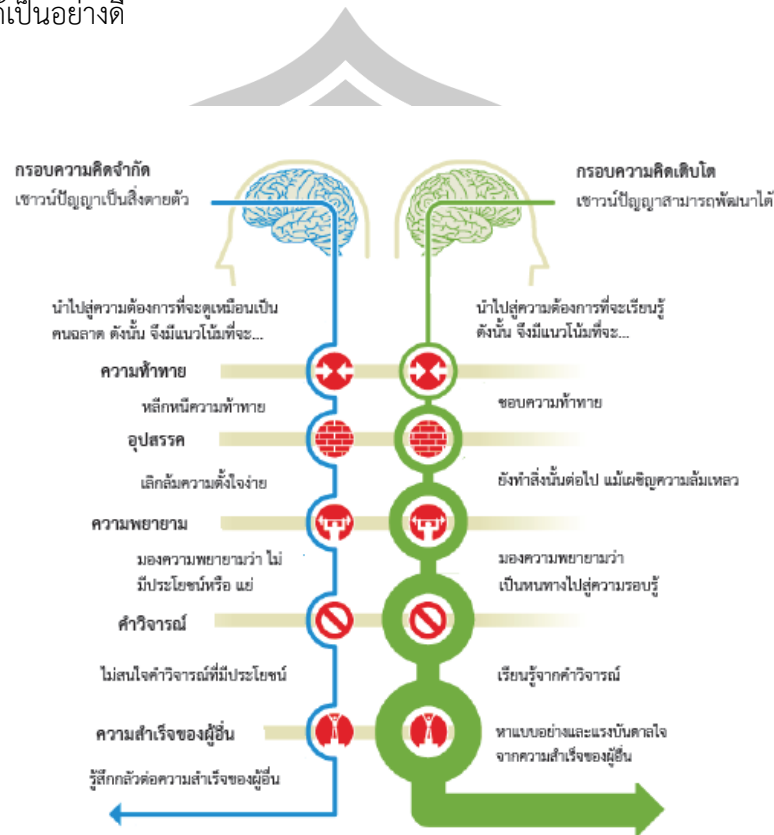 ด้เป็นอย่างดี
กรอบความคิดจำกัด
เชาวน์ปัญญาเป็นสิ่งตายตัว
กรอบความคิดเติบโต
เชาวน์ปัญญาสามารถพัฒนาได้
นำไปสู่ความต้องการที่จะดูเหมือนเป็น
คนฉลาด ดังนั้น จึงมีแนวโน้มที่จะ...
นำไปสู่ความต้องการที่จะเรียนรู้
ดังนั้น จึงมีแนวโน้มที่จะ...
ความท้าทาย
หลีกหนีความท้าทาย
ชอบความท้าทาย
อุปสรรค
เลิกล้มความตั้งใจง่าย
ยังทำสิ่งนั้นต่อไป แม้เผชิญความล้มเหลว
ความพยายาม
มองความพยายามว่า ไม่
มีประโยชน์หรือ แย่
มองความพยายามว่า
เป็นหนทางไปสู่ความรอบรู้
คำวิจารณ์
ไม่สนใจคำวิจารณ์ที่มีประโยชน์
เรียนรู้จากคำวิจารณ์
ความสำเร็จของผู้อื่น
รู้สึกกลัวต่อความสำเร็จของผู้อื่น
หาแบบอย่างและแรงบันดาลใจ
จากความสำเร็จของผู้อื่น